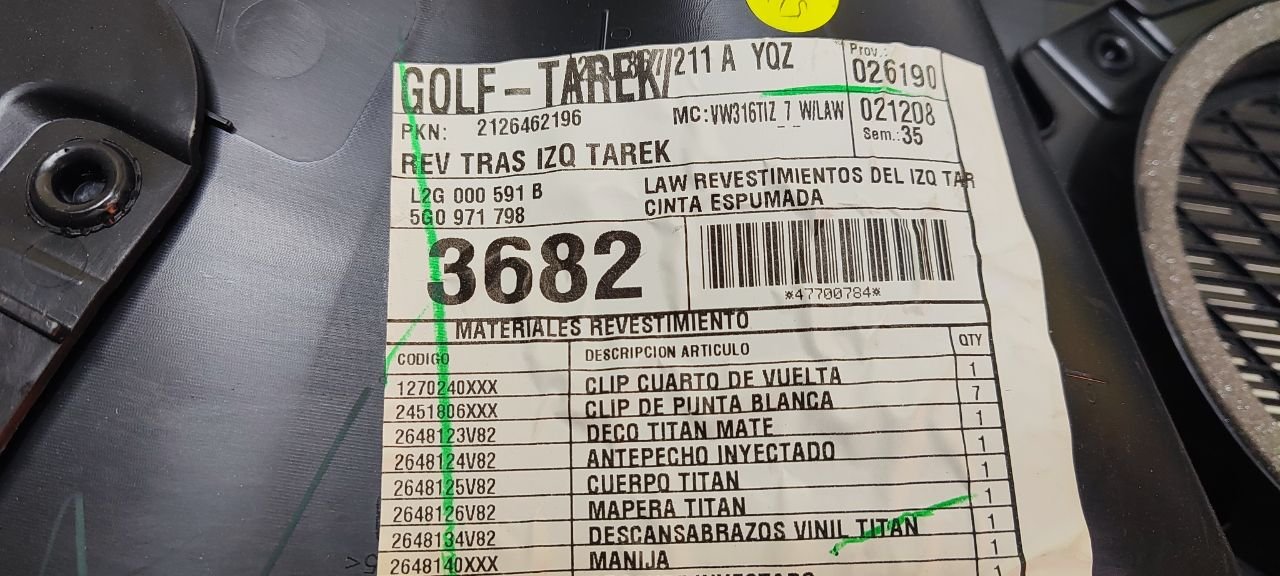 GOLF-TAREK/211 A YQZ
Prov.:
026190
PKN: 2126462196
MC:VW316TIZ_7_W/LAW
021208
Sem.:35
REV TRAS IZQ TAREK
L2G 000 591 B
LAW REVESTIMIENTOS DEL IZQ TAR
5G0 971 798
CINTA ESPUMADA
3682
*47700784*
MATERIALES REVESTIMIENTO
CODIGO DESCRIPCION ARTICULO QTY
1270240XXX CLIP CUARTO DE VUELTA 1
2451806XXX CLIP DE PUNTA BLANCA 7
2648123V82 DECO TITAN MATE 1
2648124V82 ANTEPECHO INYECTADO 1
2648125V82 CUERPO TITAN 1
2648126V82 MAPERA TITAN 1
2648134V82 DESCANSABRAZOS VINIL TITAN 1
2648140XXX MANIJA 1